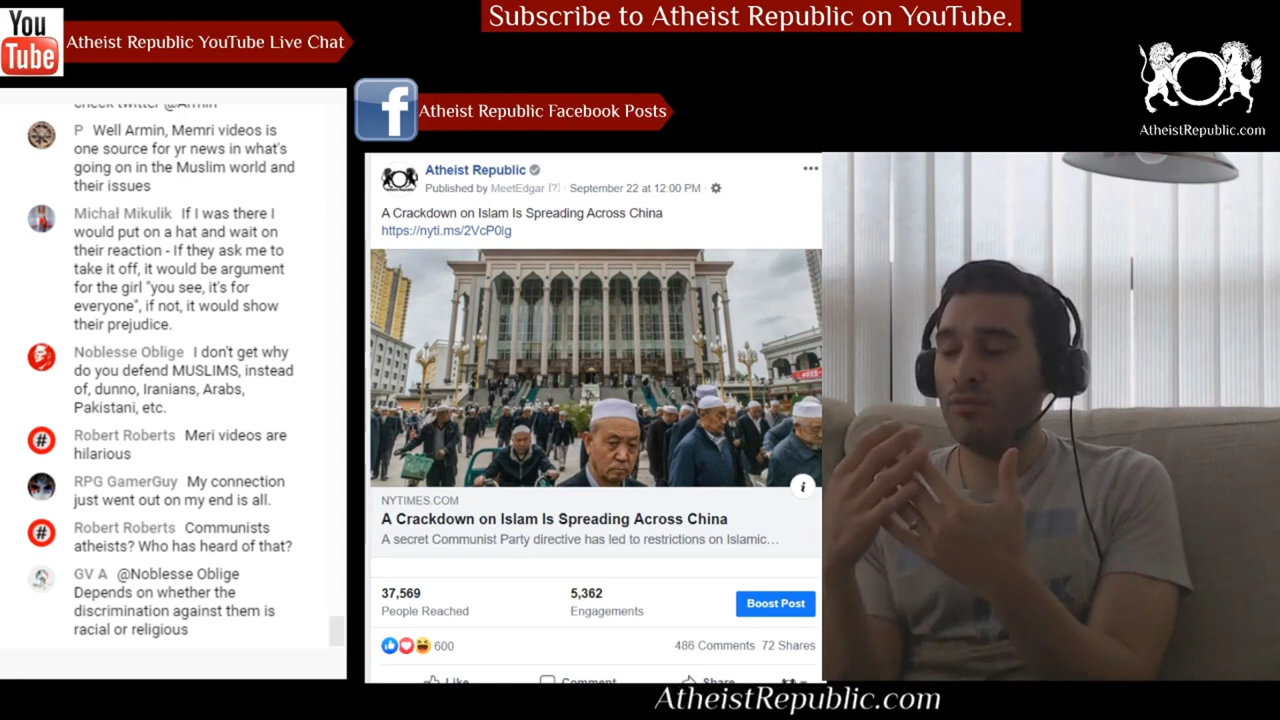 You
Tube
Atheist Republic YouTube Live Chat
Subscribe to Atheist Republic on YouTube.
AtheistRepublic.com
f
Atheist Republic Facebook Posts
check twitter @Armin
P Well Armin, Memri videos is
one source for yr news in what's
going on in the Muslim world and
their issues
Michał Mikulik If I was there I
would put on a hat and wait on
their reaction - If they ask me to
take it off, it would be argument
for the girl "you see, it's for
everyone", if not, it would show
their prejudice.
Noblesse Oblige I don't get why
do you defend MUSLIMS, instead
of, dunno, Iranians, Arabs,
Pakistani, etc.
# Robert Roberts Meri videos are
hilarious
RPG GamerGuy My connection
just went out on my end is all.
# Robert Roberts Communists
atheists? Who has heard of that?
GV A @Noblesse Oblige
Depends on whether the
discrimination against them is
racial or religious
Atheist Republic
Published by MeetEdgar [?] · September 22 at 12:00 PM ·
A Crackdown on Islam Is Spreading Across China
https://nyti.ms/2VcP0lg
i
NYTIMES.COM
A Crackdown on Islam Is Spreading Across China
A secret Communist Party directive has led to restrictions on Islamic…
37,569
People Reached
5,362
Engagements
Boost Post
600
486 Comments 72 Shares
Like
Comment
Share
AtheistRepublic.com